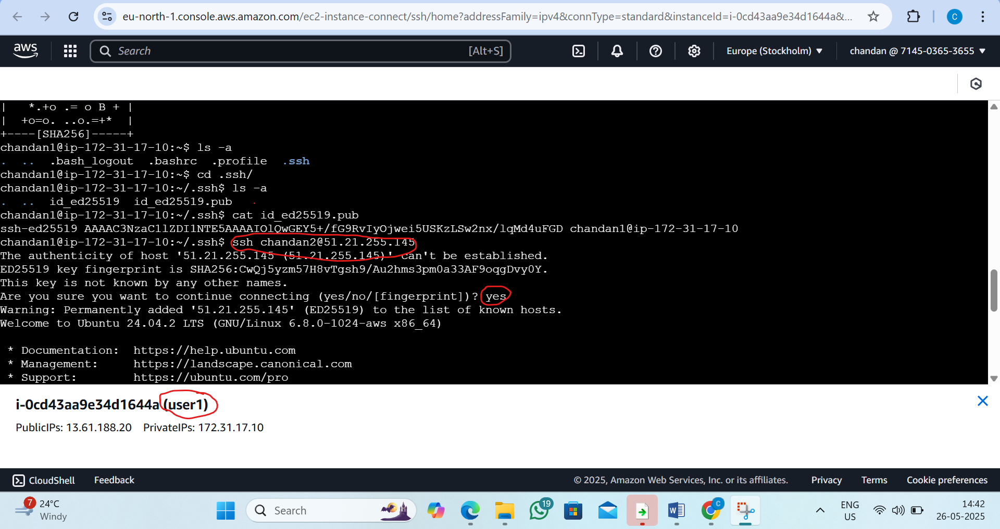 eu-north-1.console.aws.amazon.com/ec2-instance-connect/ssh/home?addressFamily=ipv4&connType=standard&instanceId=i-0cd43aa9e34d1644a&...
C
aws
Search [Alt+S]
Europe (Stockholm)
chandan @ 7145-0365-3655
|   *.+o .= o B + |
|  +o=o. ..o.=+*  |
+----[SHA256]-----+
chandan1@ip-172-31-17-10:~$ ls -a
.  ..  .bash_logout  .bashrc  .profile  .ssh
chandan1@ip-172-31-17-10:~$ cd .ssh/
chandan1@ip-172-31-17-10:~/.ssh$ ls -a
.  ..  id_ed25519  id_ed25519.pub
chandan1@ip-172-31-17-10:~/.ssh$ cat id_ed25519.pub
ssh-ed25519 AAAAC3NzaC1lZDI1NTE5AAAAIOlQwGEY5+/fG9RvIyOjwei5USKzLSw2nx/lqMd4uFGD chandan1@ip-172-31-17-10
chandan1@ip-172-31-17-10:~/.ssh$ ssh chandan2@51.21.255.145
The authenticity of host '51.21.255.145 (51.21.255.145)' can't be established.
ED25519 key fingerprint is SHA256:CwQj5yzm57H8vTgsh9/Au2hms3pm0a33AF9oqgDvy0Y.
This key is not known by any other names.
Are you sure you want to continue connecting (yes/no/[fingerprint])? yes
Warning: Permanently added '51.21.255.145' (ED25519) to the list of known hosts.
Welcome to Ubuntu 24.04.2 LTS (GNU/Linux 6.8.0-1024-aws x86_64)
* Documentation:  https://help.ubuntu.com
* Management:     https://landscape.canonical.com
* Support:        https://ubuntu.com/pro
i-0cd43aa9e34d1644a (user1)
PublicIPs: 13.61.188.20 PrivateIPs: 172.31.17.10
CloudShell
Feedback
© 2025, Amazon Web Services, Inc. or its affiliates.
Privacy
Terms
Cookie preferences
7
24°C
Windy
Search
19
W
C
ENG
US
14:42
26-05-2025